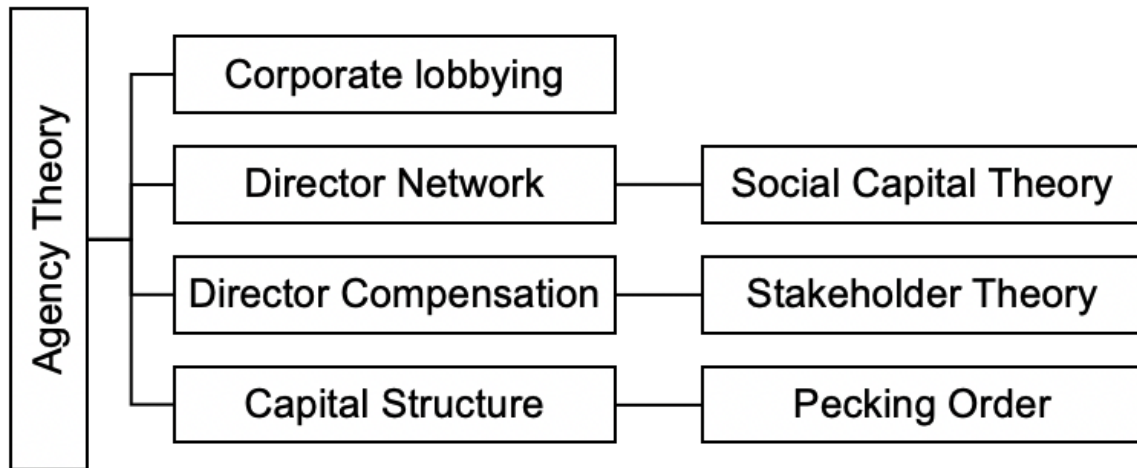 Agency Theory
Corporate lobbying
Director Network
Social Capital Theory
Director Compensation
Stakeholder Theory
Capital Structure
Pecking Order